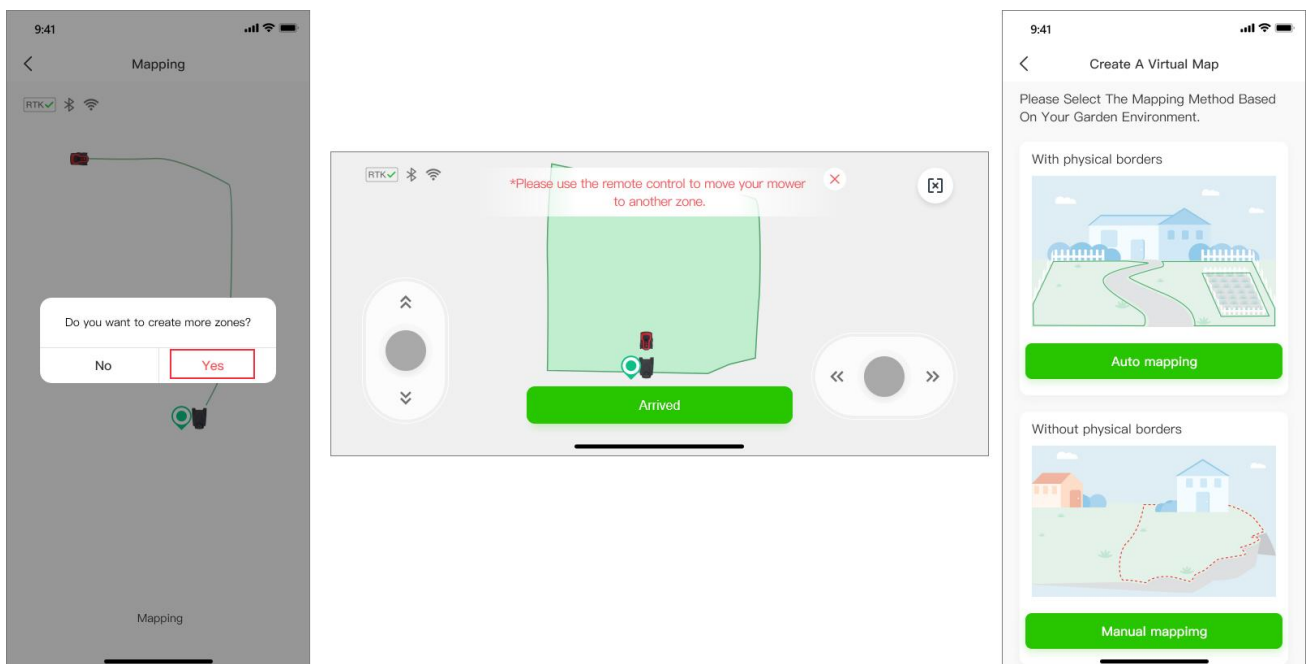 9:41
Mapping
RTK
Do you want to create more zones?
No
Yes
Mapping
RTK
*Please use the remote control to move your mower
to another zone.
Arrived
9:41
Create A Virtual Map
Please Select The Mapping Method Based
On Your Garden Environment.
With physical borders
Auto mapping
Without physical borders
Manual mappimg